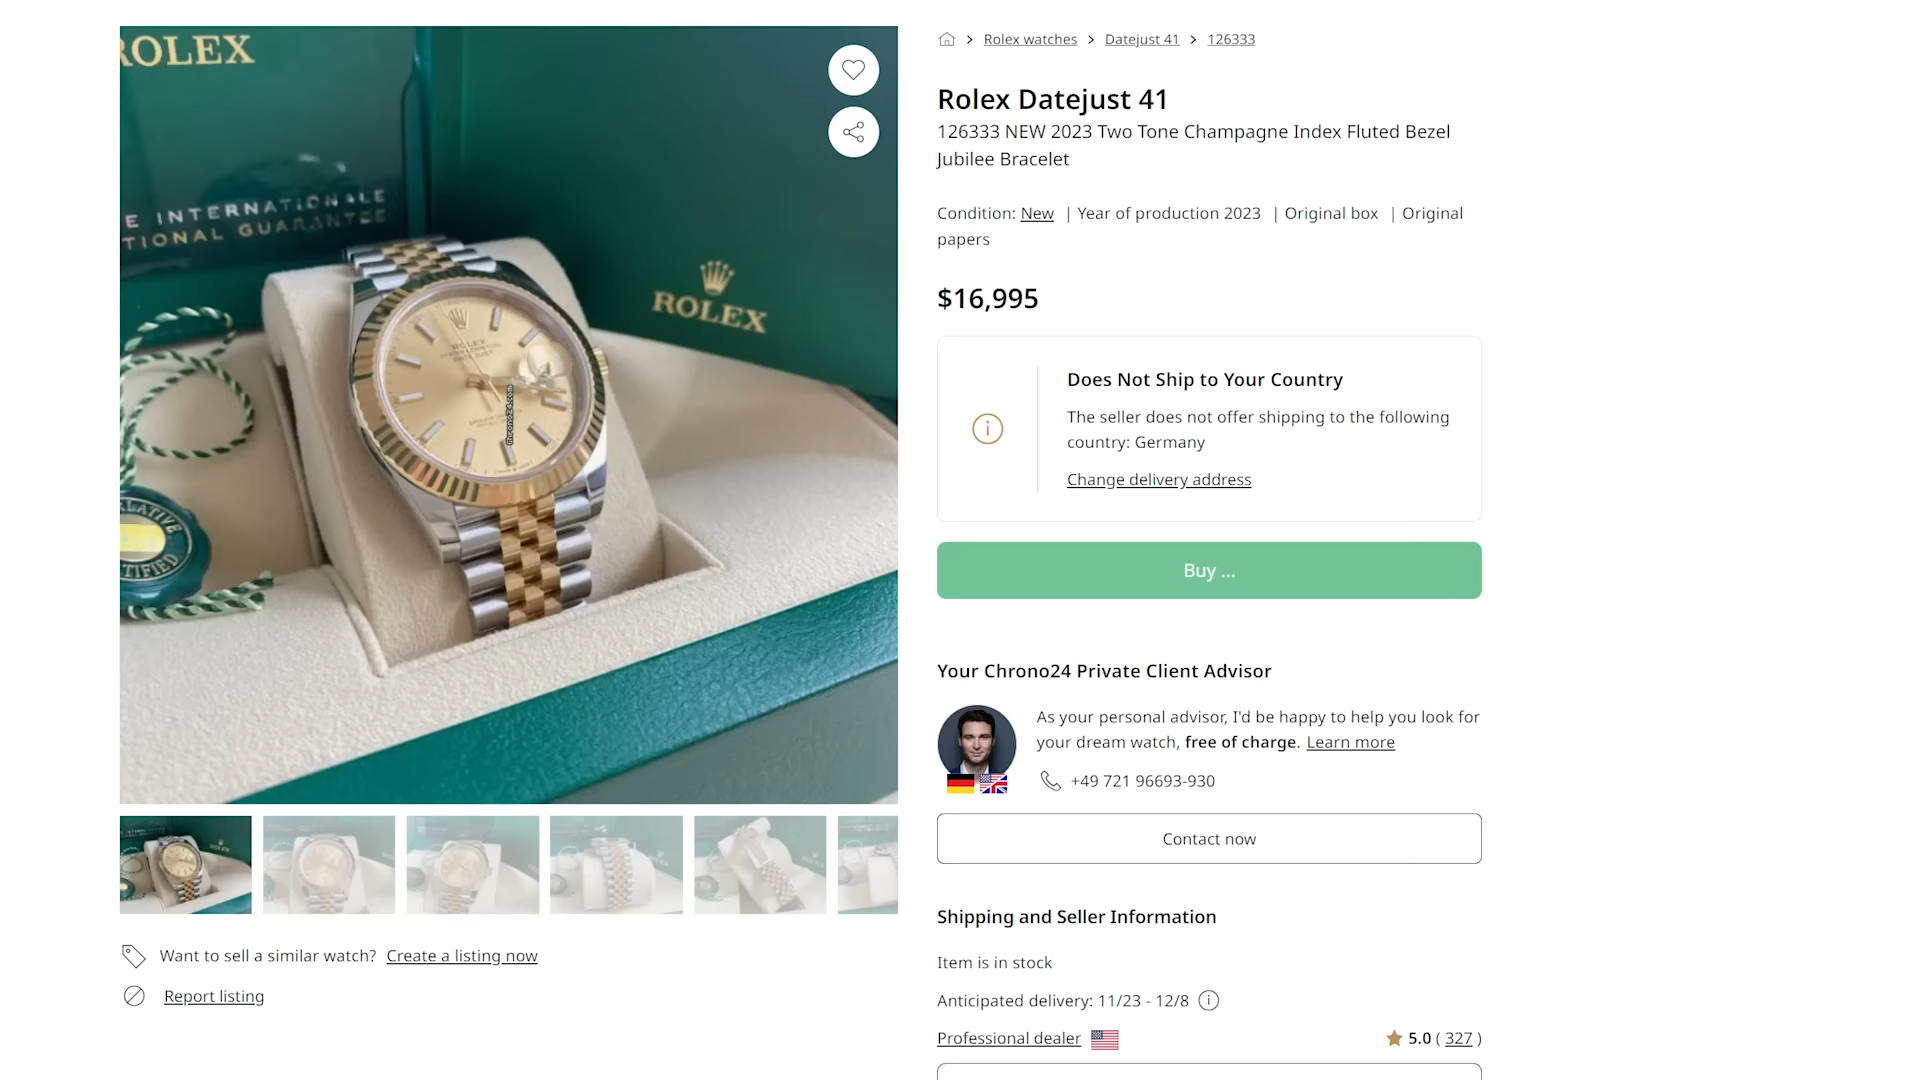 ROLEX
E INTERNATIONALE
TIONAL GUARANTEE
ROLEX
ROLEX
DATEJUST
Chrono24.com
TIFIED
Want to sell a similar watch? Create a listing now
Report listing
Rolex watches > Datejust 41 > 126333
Rolex Datejust 41
126333 NEW 2023 Two Tone Champagne Index Fluted Bezel
Jubilee Bracelet
Condition: New | Year of production 2023 | Original box | Original
papers
$16,995
Does Not Ship to Your Country
The seller does not offer shipping to the following
country: Germany
Change delivery address
Buy ...
Your Chrono24 Private Client Advisor
As your personal advisor, I'd be happy to help you look for
your dream watch, free of charge. Learn more
+49 721 96693-930
Contact now
Shipping and Seller Information
Item is in stock
Anticipated delivery: 11/23 - 12/8
Professional dealer
5.0 ( 327 )